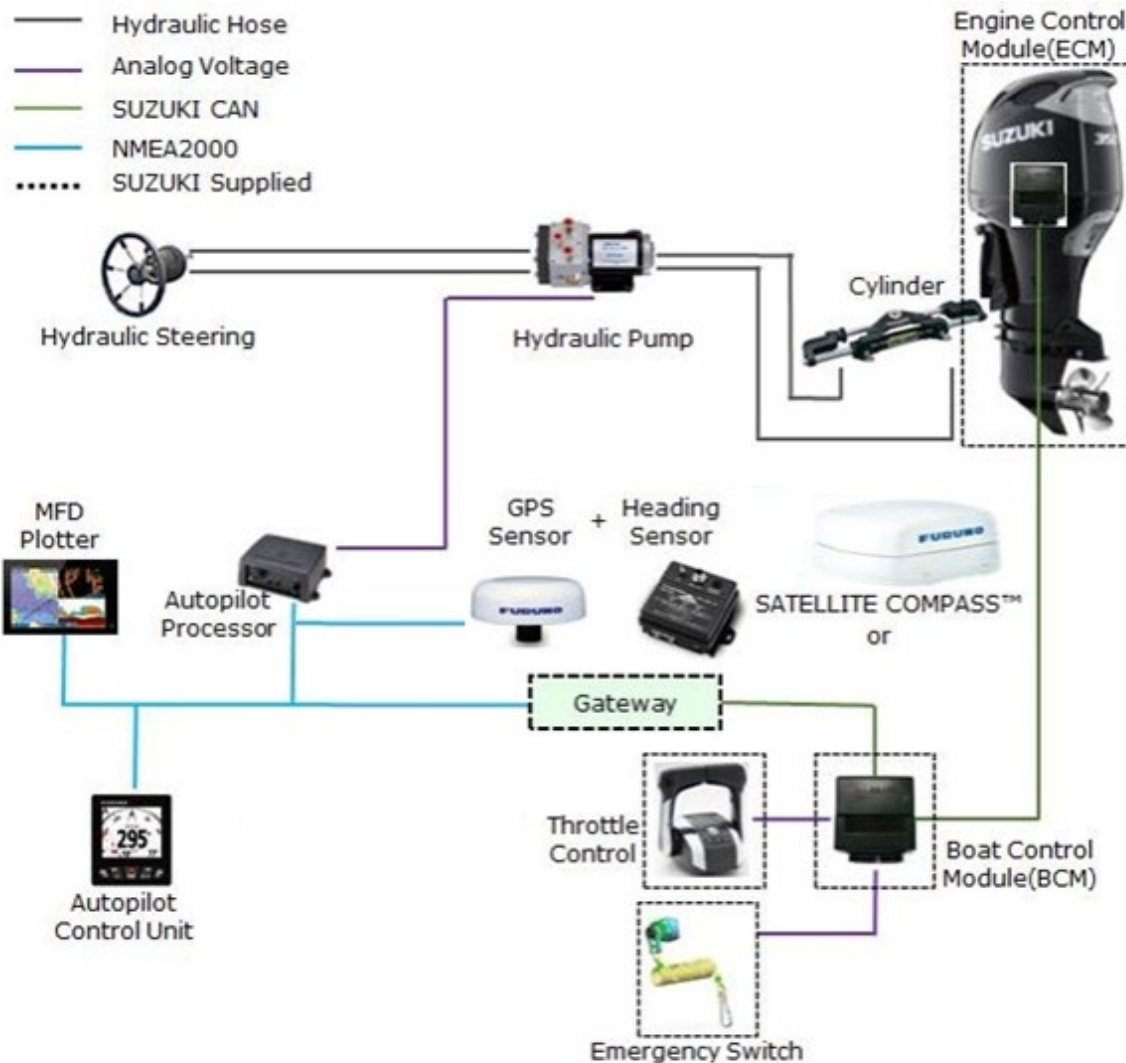 Hydraulic Hose
Analog Voltage
SUZUKI CAN
NMEA2000
SUZUKI Supplied
Engine Control
Module(ECM)
SUZUKI
350
Hydraulic Steering
Hydraulic Pump
Cylinder
MFD
Plotter
Autopilot
Processor
GPS
Sensor
+
Heading
Sensor
FURUNO
FURUNO
SATELLITE COMPASS™
or
Gateway
Throttle
Control
Boat Control
Module(BCM)
295°
Autopilot
Control Unit
Emergency Switch